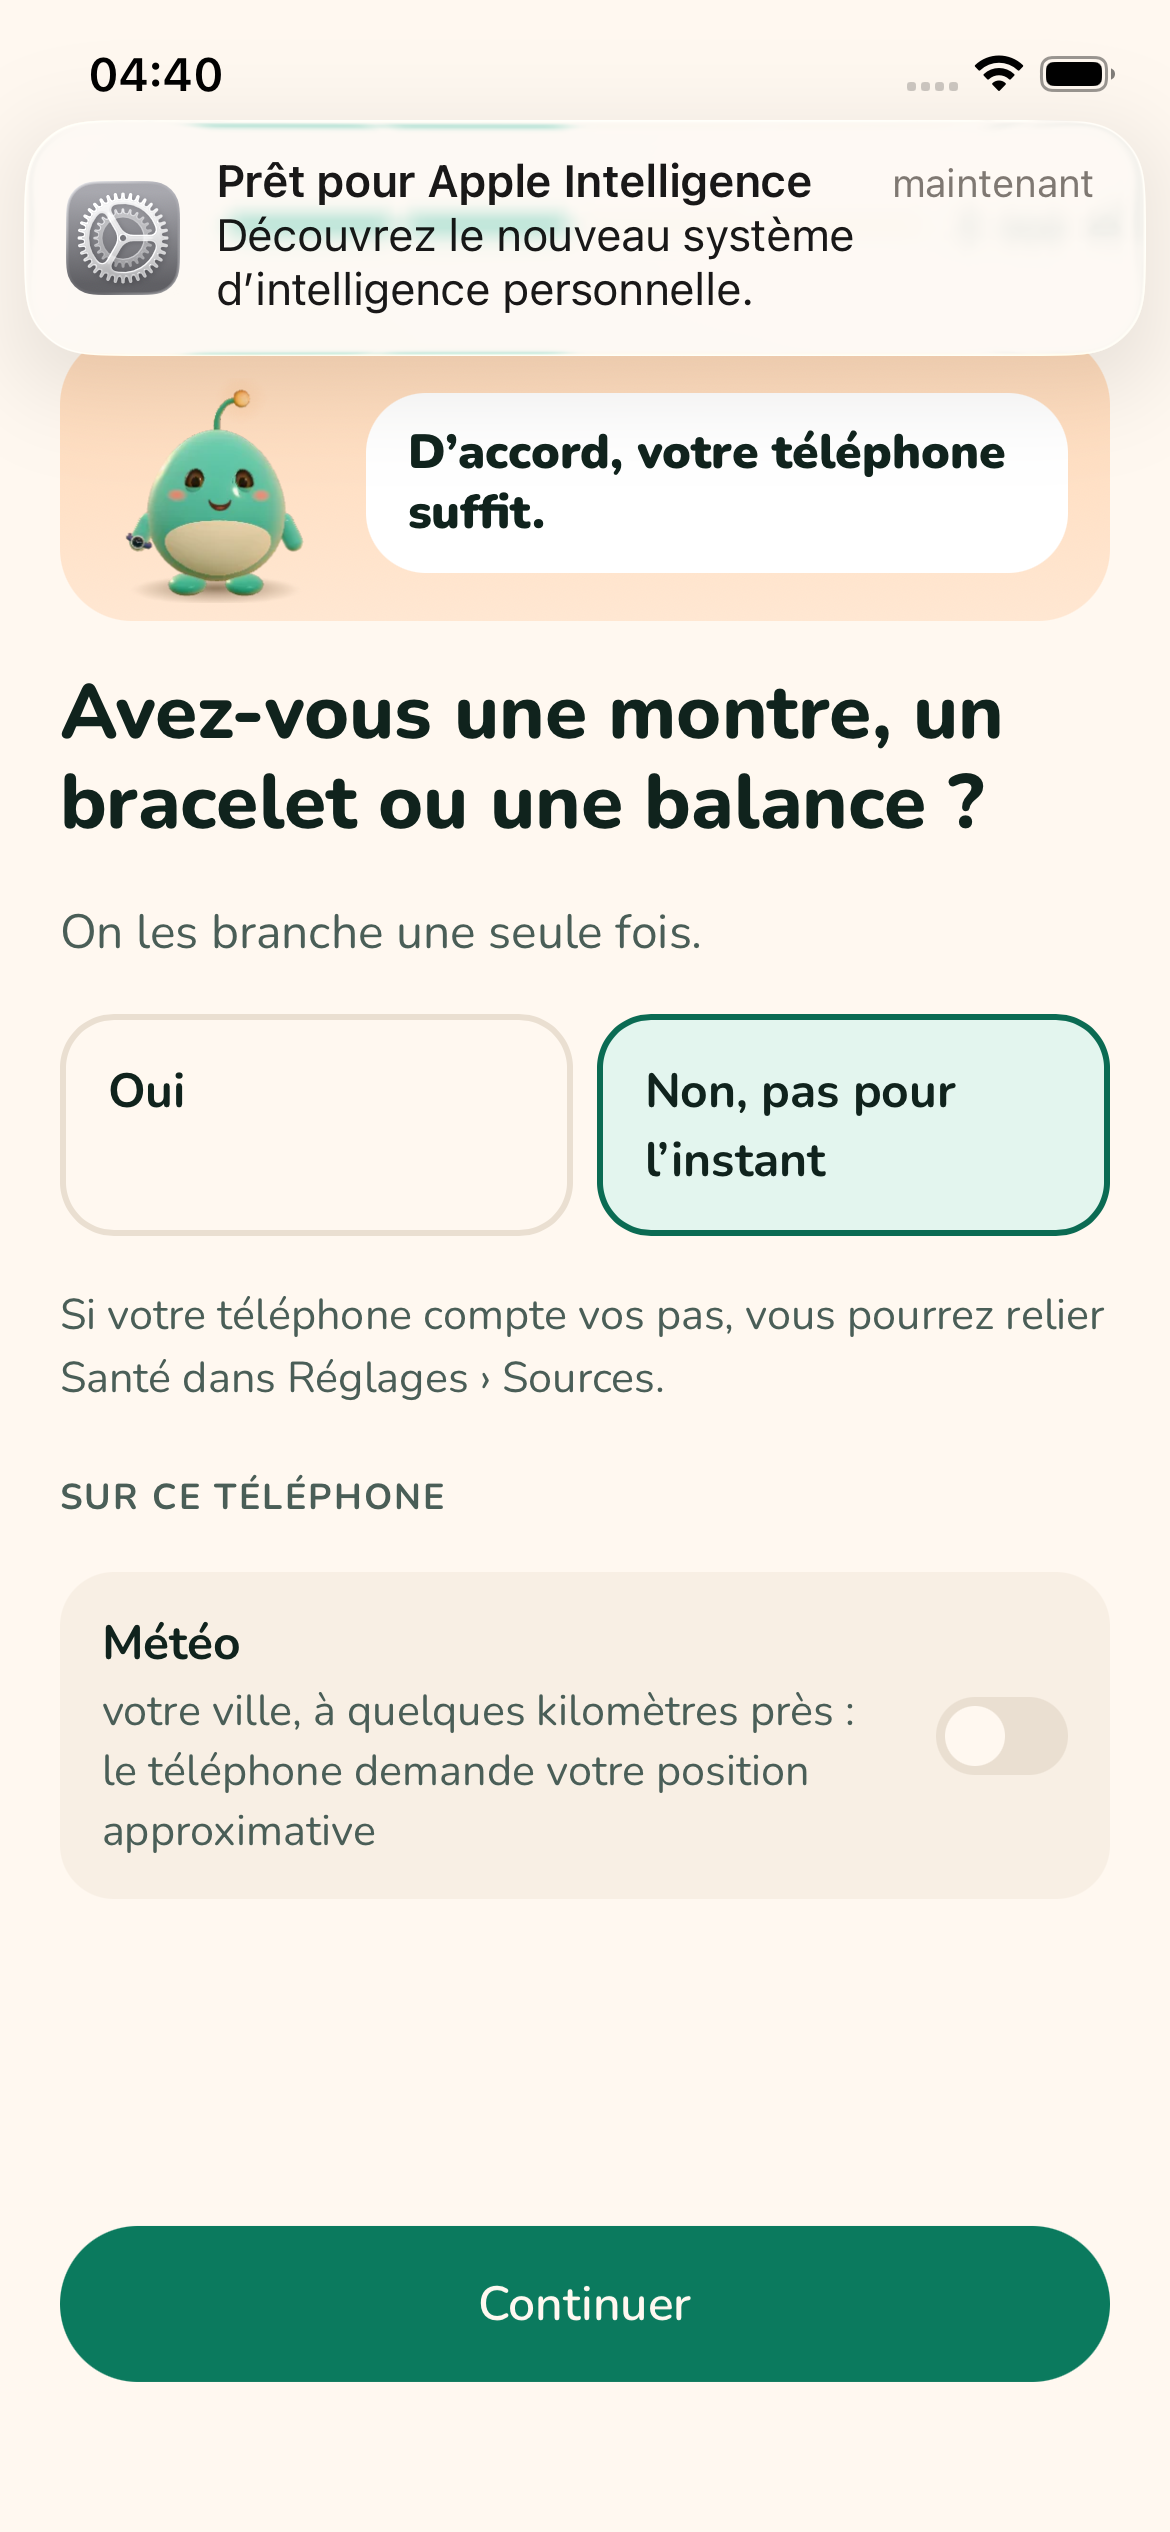 04:40
Prêt pour Apple Intelligence
maintenant
Découvrez le nouveau système
d’intelligence personnelle.
D’accord, votre téléphone
suffit.
Avez-vous une montre, un
bracelet ou une balance ?
On les branche une seule fois.
Oui
Non, pas pour
l’instant
Si votre téléphone compte vos pas, vous pourrez relier
Santé dans Réglages › Sources.
SUR CE TÉLÉPHONE
Météo
votre ville, à quelques kilomètres près :
le téléphone demande votre position
approximative
Continuer